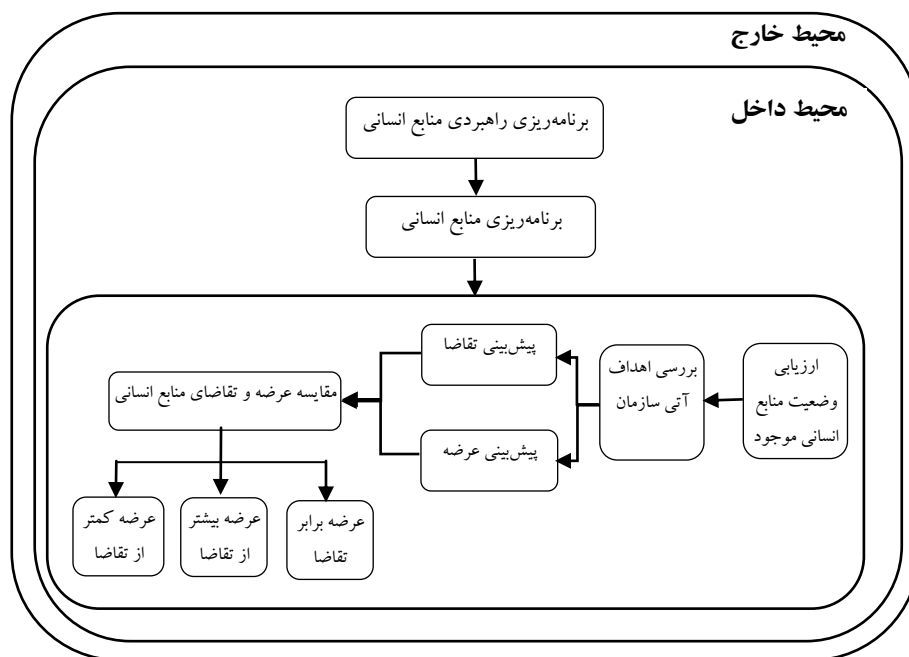 محیط خارج
محیط داخل
برنامه‌ریزی راهبردی منابع انسانی
برنامه‌ریزی منابع انسانی
ارزیابی
وضعیت منابع
انسانی موجود
بررسی اهداف
آتی سازمان
پیش‌بینی تقاضا
پیش‌بینی عرضه
مقایسه عرضه و تقاضای منابع انسانی
عرضه برابر
تقاضا
عرضه بیشتر
از تقاضا
عرضه کمتر
از تقاضا